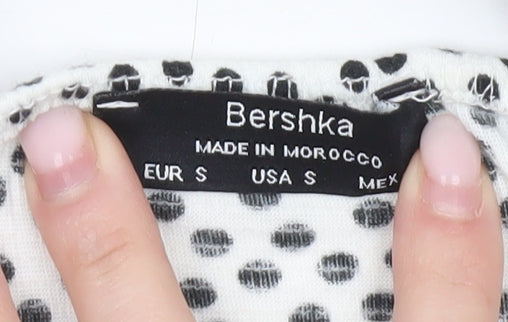 Bershka
MADE IN MOROCCO
EUR S USA S MEX